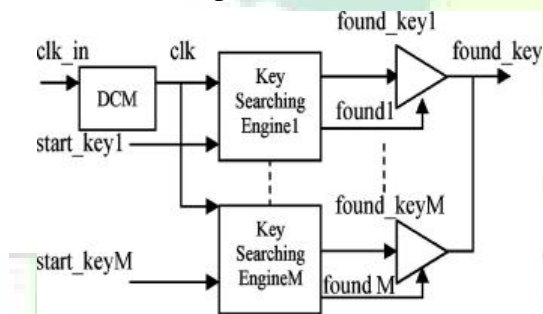 found_key1
clk_in
clk
found_key
DCM
Key
Searching
Engine1
found1
start_key1
found_keyM
Key
Searching
EngineM
start_keyM
found M